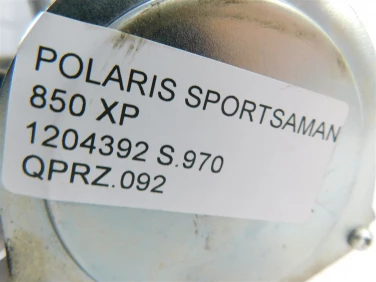 POLARIS SPORTSAMAN
850 XP
1204392 S.970
QPRZ.092